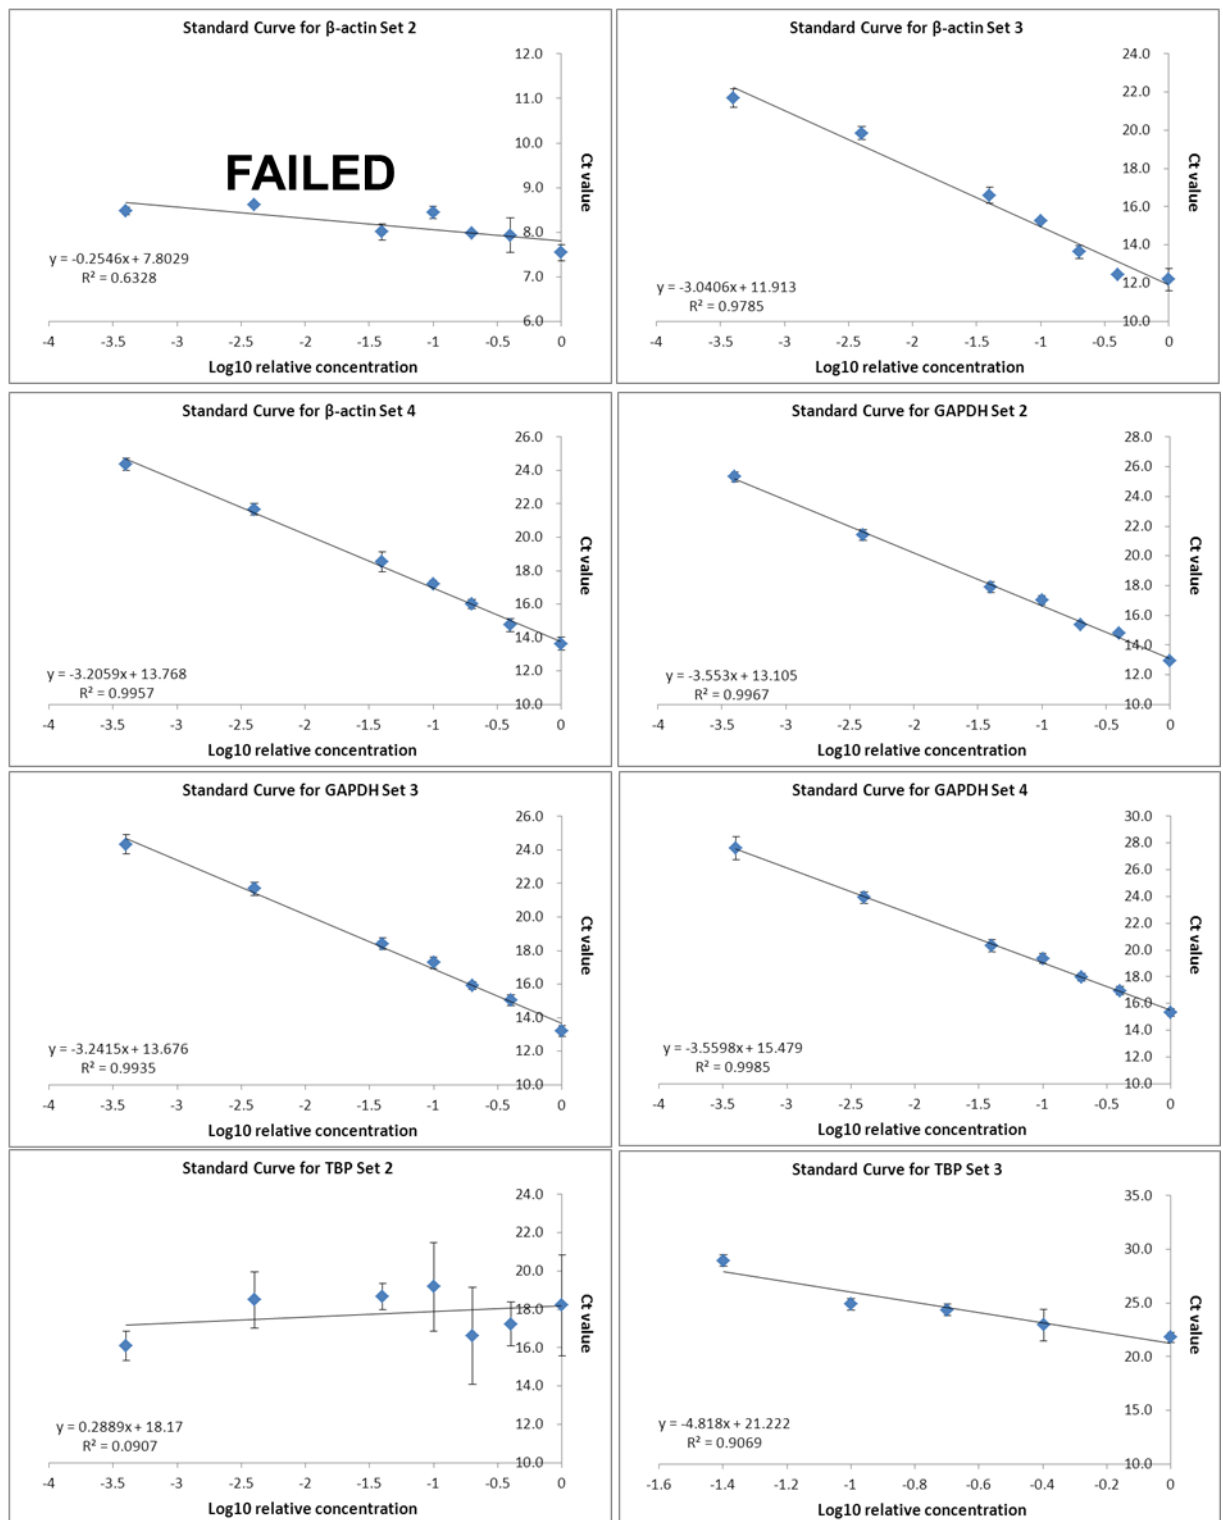 Standard Curve for β-actin Set 2
12.0
11.0
10.0
9.0
8.0
7.0
6.0
FAILED
Ct value
y = -0.2546x + 7.8029
R² = 0.6328
-4 -3.5 -3 -2.5 -2 -1.5 -1 -0.5 0
Log10 relative concentration
Standard Curve for β-actin Set 3
24.0
22.0
20.0
18.0
16.0
14.0
12.0
10.0
Ct value
y = -3.0406x + 11.913
R² = 0.9785
-4 -3.5 -3 -2.5 -2 -1.5 -1 -0.5 0
Log10 relative concentration
Standard Curve for β-actin Set 4
26.0
24.0
22.0
20.0
18.0
16.0
14.0
12.0
10.0
Ct value
y = -3.2059x + 13.768
R² = 0.9957
-4 -3.5 -3 -2.5 -2 -1.5 -1 -0.5 0
Log10 relative concentration
Standard Curve for GAPDH Set 2
28.0
26.0
24.0
22.0
20.0
18.0
16.0
14.0
12.0
10.0
Ct value
y = -3.553x + 13.105
R² = 0.9967
-4 -3.5 -3 -2.5 -2 -1.5 -1 -0.5 0
Log10 relative concentration
Standard Curve for GAPDH Set 3
26.0
24.0
22.0
20.0
18.0
16.0
14.0
12.0
10.0
Ct value
y = -3.2415x + 13.676
R² = 0.9935
-4 -3.5 -3 -2.5 -2 -1.5 -1 -0.5 0
Log10 relative concentration
Standard Curve for GAPDH Set 4
30.0
28.0
26.0
24.0
22.0
20.0
18.0
16.0
14.0
12.0
10.0
Ct value
y = -3.5598x + 15.479
R² = 0.9985
-4 -3.5 -3 -2.5 -2 -1.5 -1 -0.5 0
Log10 relative concentration
Standard Curve for TBP Set 2
24.0
22.0
20.0
18.0
16.0
14.0
12.0
10.0
Ct value
y = 0.2889x + 18.17
R² = 0.0907
-4 -3.5 -3 -2.5 -2 -1.5 -1 -0.5 0
Log10 relative concentration
Standard Curve for TBP Set 3
35.0
30.0
25.0
20.0
15.0
10.0
Ct value
y = -4.818x + 21.222
R² = 0.9069
-1.6 -1.4 -1.2 -1 -0.8 -0.6 -0.4 -0.2 0
Log10 relative concentration